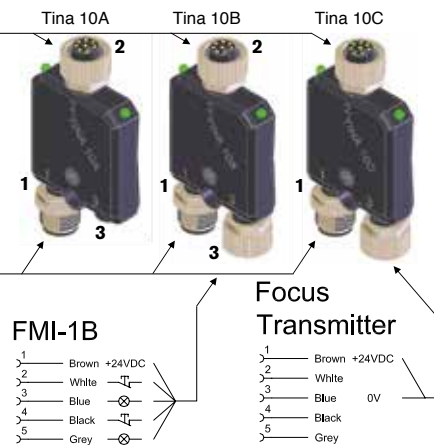 Tina 10A Tina 10B Tina 10C
2 2
1 1 1
3
3
FMI-1B
1 Brown +24VDC
2 White
3 Blue
4 Black
5 Grey
Focus
Transmitter
1 Brown +24VDC
2 White
3 Blue 0V
4 Black
5 Grey